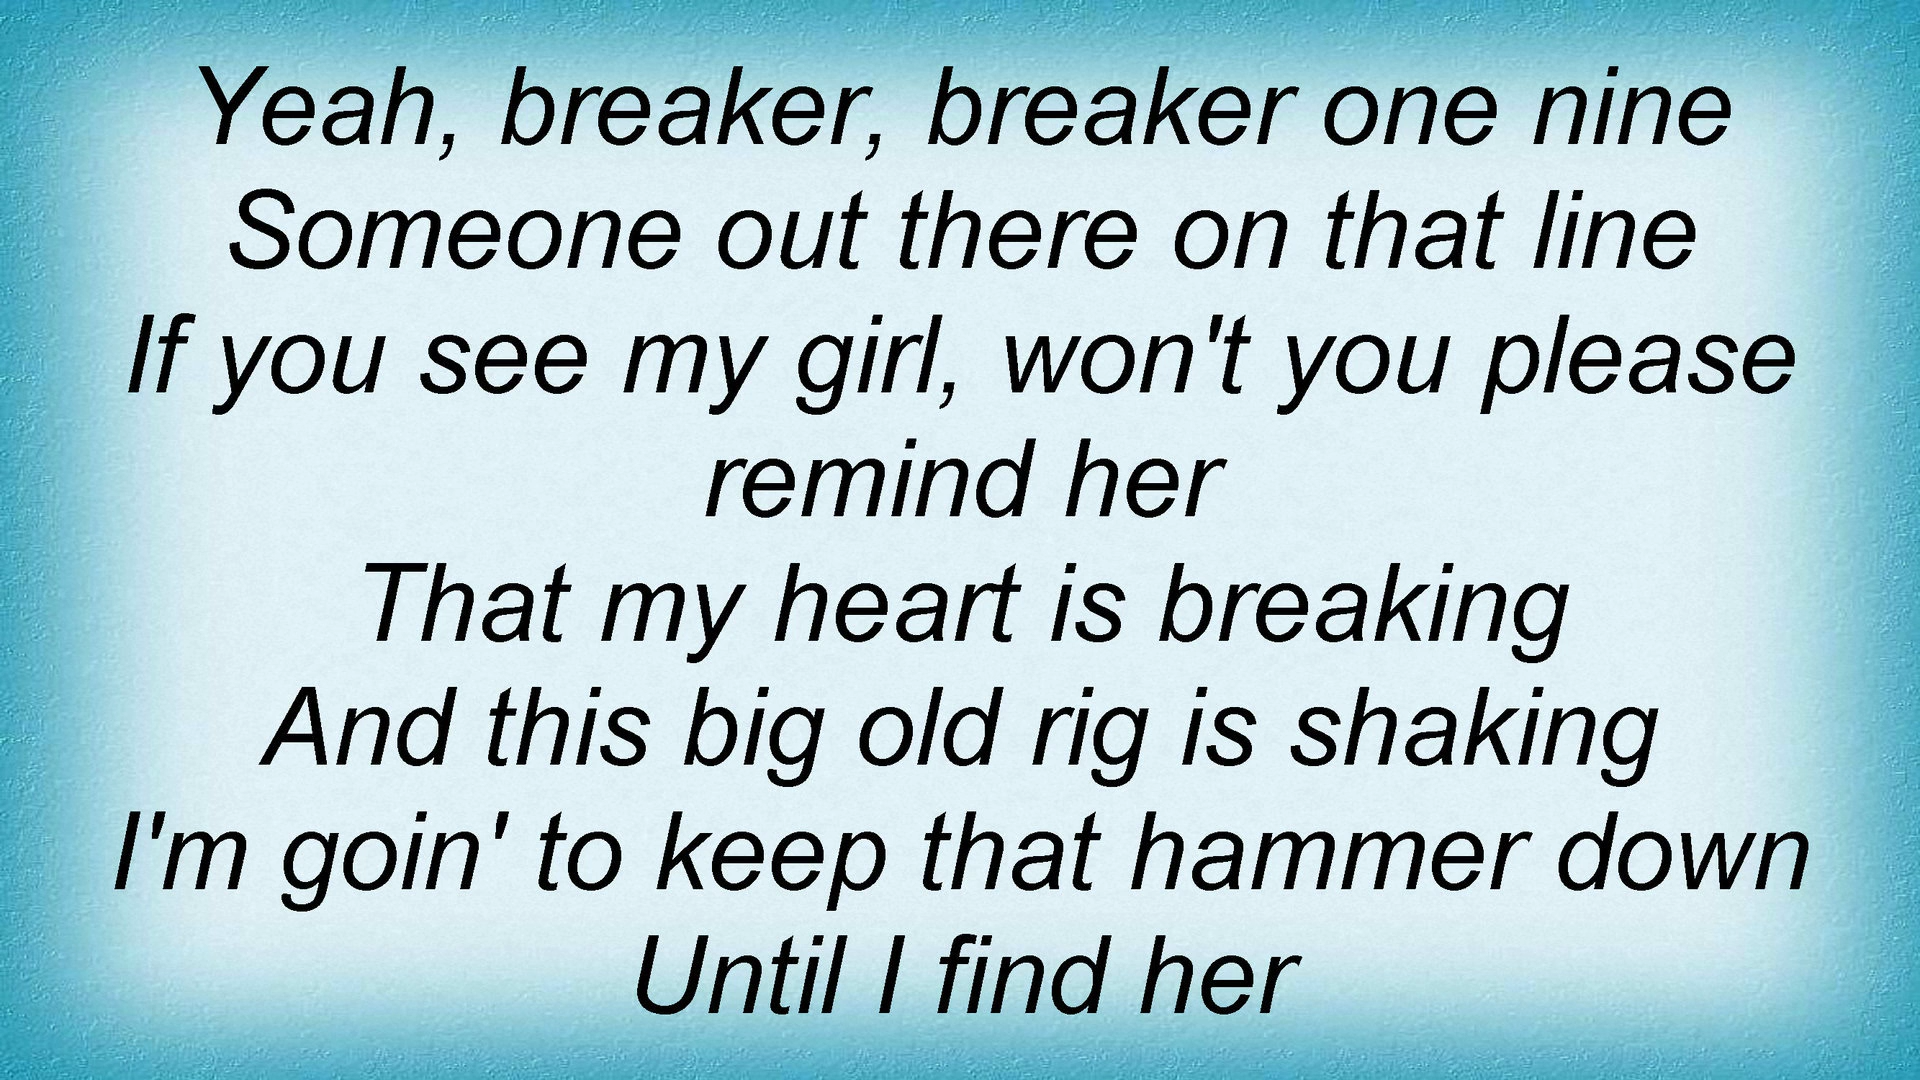 Yeah, breaker, breaker one nine
Someone out there on that line
If you see my girl, won't you please
remind her
That my heart is breaking
And this big old rig is shaking
I'm goin' to keep that hammer down
Until I find her